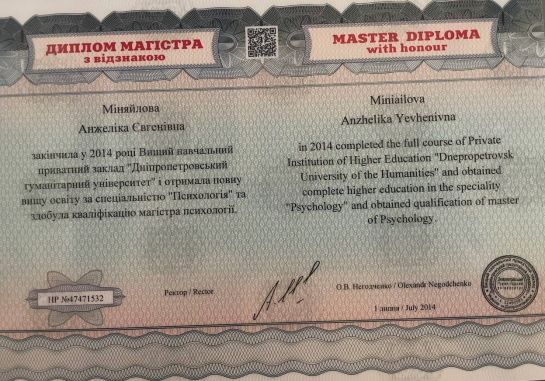 ДИПЛОМ МАГІСТРА
з відзнакою
Міняйлова
Анжеліка Євгенівна
закінчила у 2014 році Вищий навчальний
приватний заклад "Дніпропетровський
гуманітарний університет" і отримала повну
вищу освіту за спеціальністю "Психологія" та
здобула кваліфікацію магістра психології.
MASTER DIPLOMA
with honour
Miniailova
Anzhelika Yevhenivna
in 2014 completed the full course of Private
Institution of Higher Education "Dnepropetrovsk
University of the Humanities" and obtained
complete higher education in the speciality
"Psychology" and obtained qualification of master
of Psychology.
НР №47471532
Ректор / Rector
О.В. Негодченко / Olexandr Negodchenko
1 липня / July 2014